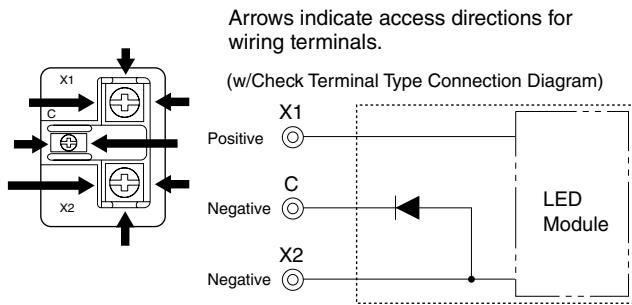 Arrows indicate access directions for
wiring terminals.
(w/Check Terminal Type Connection Diagram)
X1
C
X2
X1
Positive
C
Negative
X2
Negative
LED
Module